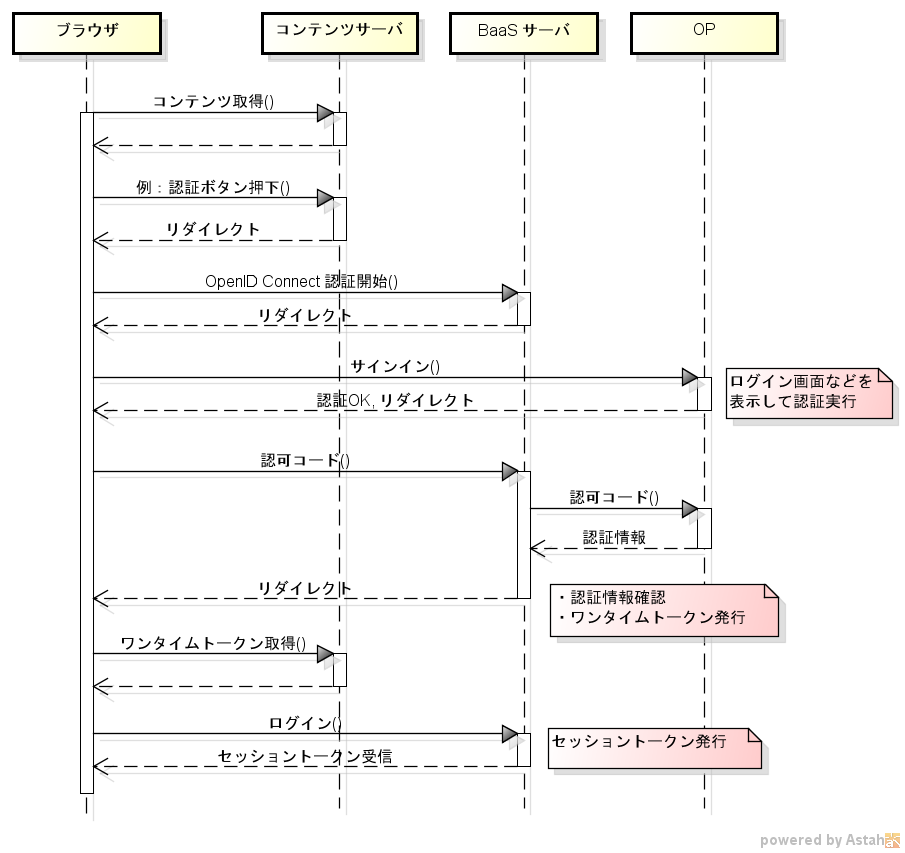 ブラウザ
コンテンツサーバ
BaaS サーバ
OP
コンテンツ取得()
例：認証ボタン押下()
リダイレクト
OpenID Connect 認証開始()
リダイレクト
サインイン()
ログイン画面などを
表示して認証実行
認証OK, リダイレクト
認可コード()
認可コード()
認証情報
リダイレクト
・認証情報確認
・ワンタイムトークン発行
ワンタイムトークン取得()
ログイン()
セッショントークン発行
セッショントークン受信
powered by Astah